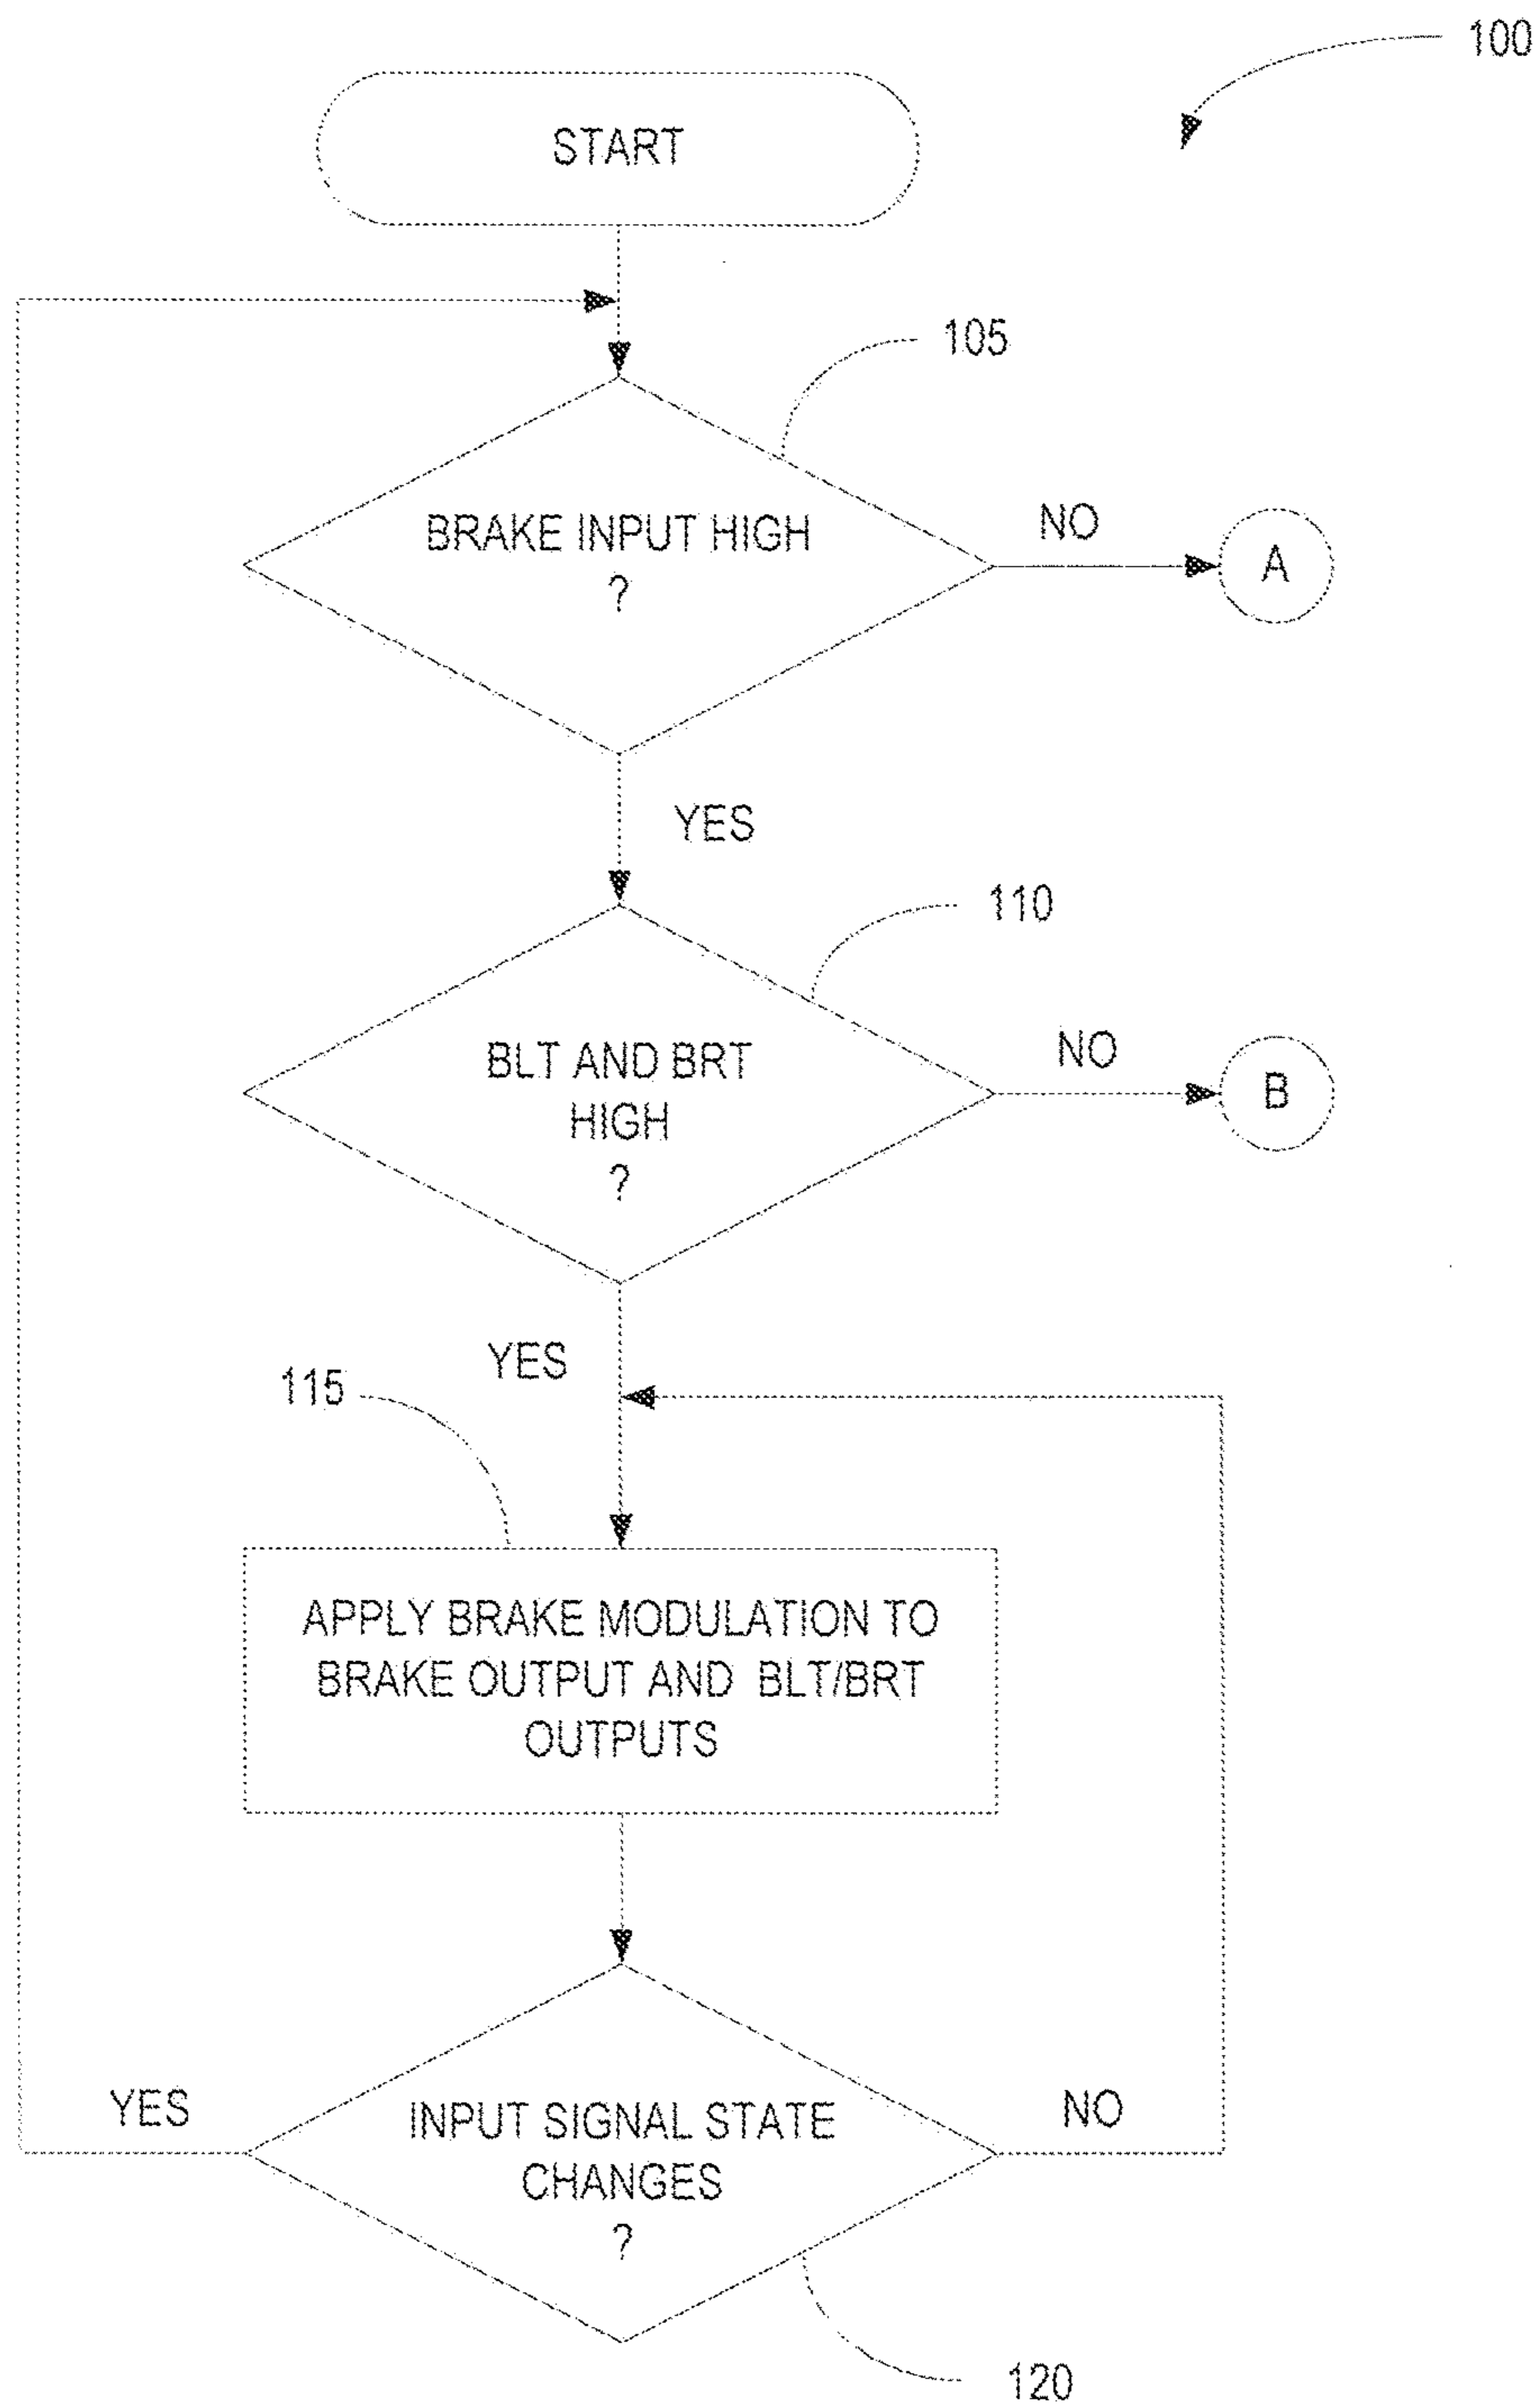 100
START
105
BRAKE INPUT HIGH
?
NO
A
YES
110
BLT AND BRT
HIGH
?
NO
B
YES
115
APPLY BRAKE MODULATION TO
BRAKE OUTPUT AND BLT/BRT
OUTPUTS
YES
INPUT SIGNAL STATE
CHANGES
?
NO
120